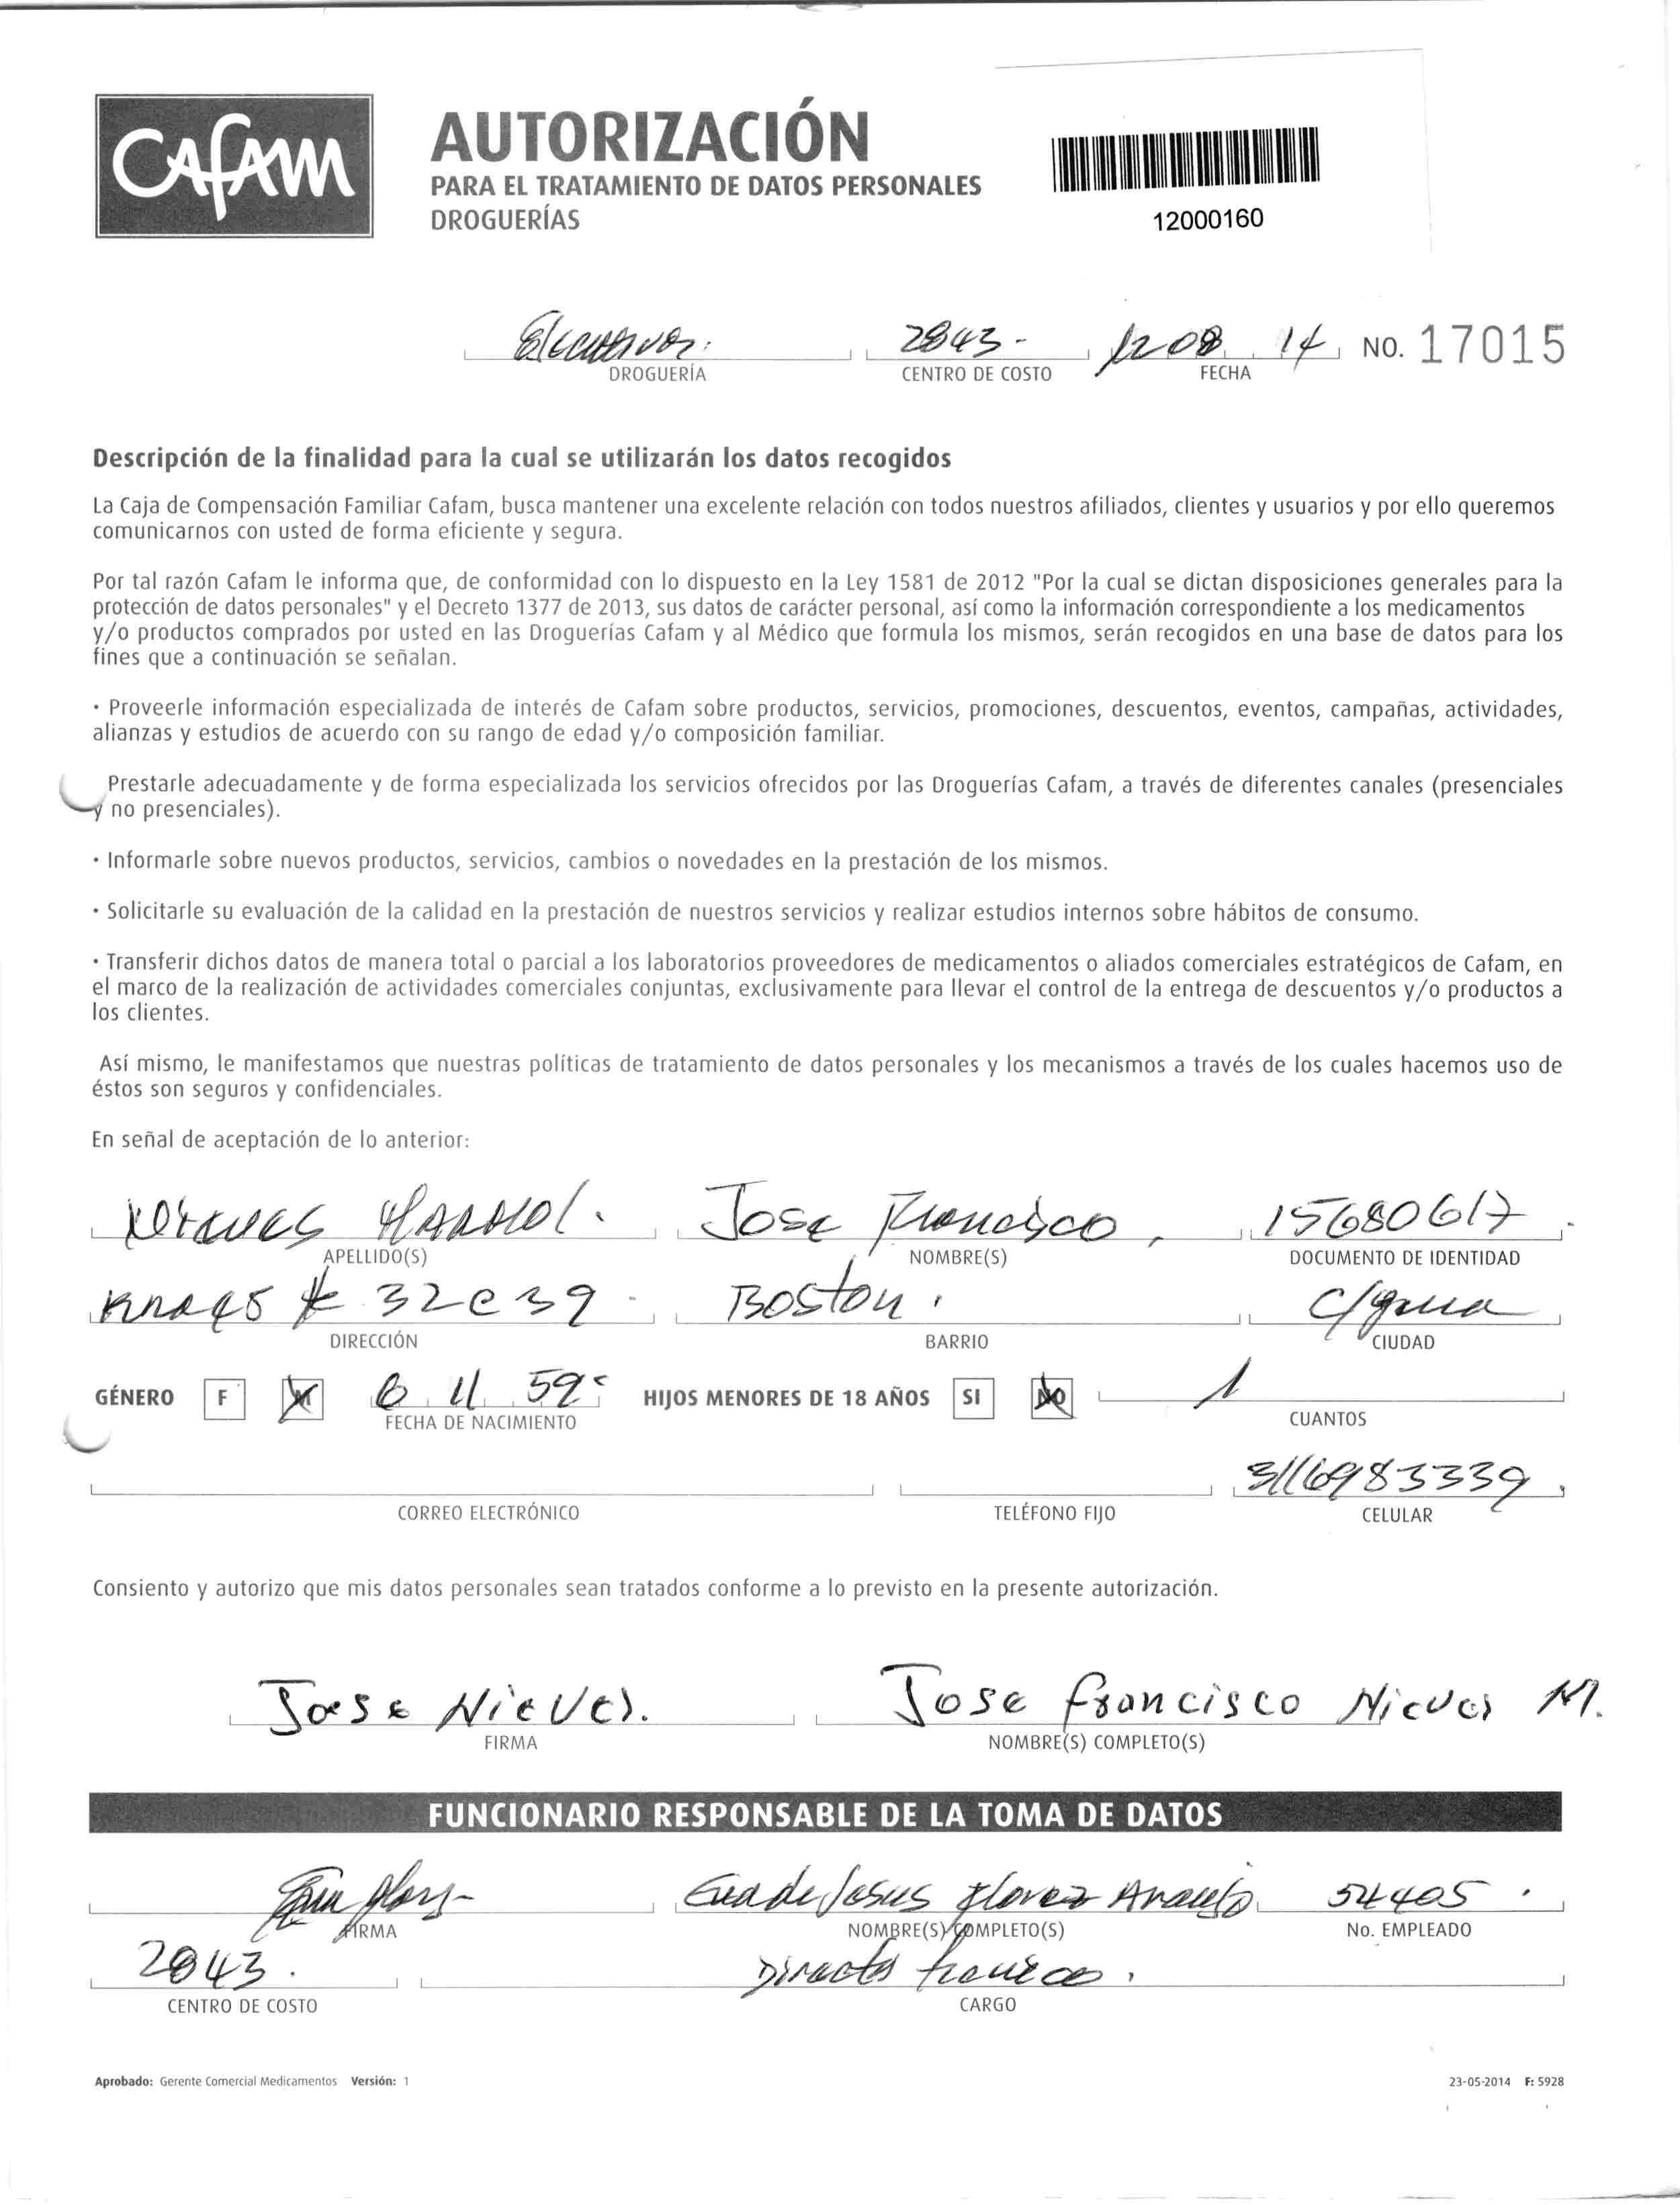 CAFAM
AUTORIZACIÓN
PARA EL TRATAMIENTO DE DATOS PERSONALES
DROGUERÍAS
12000160
2843 - 12 08 14 NO. 17015
DROGUERÍA CENTRO DE COSTO FECHA
Descripción de la finalidad para la cual se utilizarán los datos recogidos
La Caja de Compensación Familiar Cafam, busca mantener una excelente relación con todos nuestros afiliados, clientes y usuarios y por ello queremos
comunicarnos con usted de forma eficiente y segura.
Por tal razón Cafam le informa que, de conformidad con lo dispuesto en la Ley 1581 de 2012 "Por la cual se dictan disposiciones generales para la
protección de datos personales" y el Decreto 1377 de 2013, sus datos de carácter personal, así como la información correspondiente a los medicamentos
y/o productos comprados por usted en las Droguerías Cafam y al Médico que formula los mismos, serán recogidos en una base de datos para los
fines que a continuación se señalan.
· Proveerle información especializada de interés de Cafam sobre productos, servicios, promociones, descuentos, eventos, campañas, actividades,
alianzas y estudios de acuerdo con su rango de edad y/o composición familiar.
Prestarle adecuadamente y de forma especializada los servicios ofrecidos por las Droguerías Cafam, a través de diferentes canales (presenciales
y no presenciales).
· Informarle sobre nuevos productos, servicios, cambios o novedades en la prestación de los mismos.
· Solicitarle su evaluación de la calidad en la prestación de nuestros servicios y realizar estudios internos sobre hábitos de consumo.
· Transferir dichos datos de manera total o parcial a los laboratorios proveedores de medicamentos o aliados comerciales estratégicos de Cafam, en
el marco de la realización de actividades comerciales conjuntas, exclusivamente para llevar el control de la entrega de descuentos y/o productos a
los clientes.
Así mismo, le manifestamos que nuestras políticas de tratamiento de datos personales y los mecanismos a través de los cuales hacemos uso de
éstos son seguros y confidenciales.
En señal de aceptación de lo anterior:
Jose Francisco 15680617
APELLIDO(S) NOMBRE(S) DOCUMENTO DE IDENTIDAD
32c39 Boston. c/gena
DIRECCIÓN BARRIO CIUDAD
GÉNERO F M 6 11 59 HIJOS MENORES DE 18 AÑOS SI NO 1
FECHA DE NACIMIENTO CUANTOS
3116983339
CORREO ELECTRÓNICO TELÉFONO FIJO CELULAR
Consiento y autorizo que mis datos personales sean tratados conforme a lo previsto en la presente autorización.
Jose Nieves. Jose francisco Nieves M.
FIRMA NOMBRE(S) COMPLETO(S)
FUNCIONARIO RESPONSABLE DE LA TOMA DE DATOS
de Jesus Florez Araujo 54405
FIRMA NOMBRE(S) COMPLETO(S) No. EMPLEADO
2843.
CENTRO DE COSTO CARGO
Aprobado: Gerente Comercial Medicamentos Versión: 1 23-05-2014 F: 5928